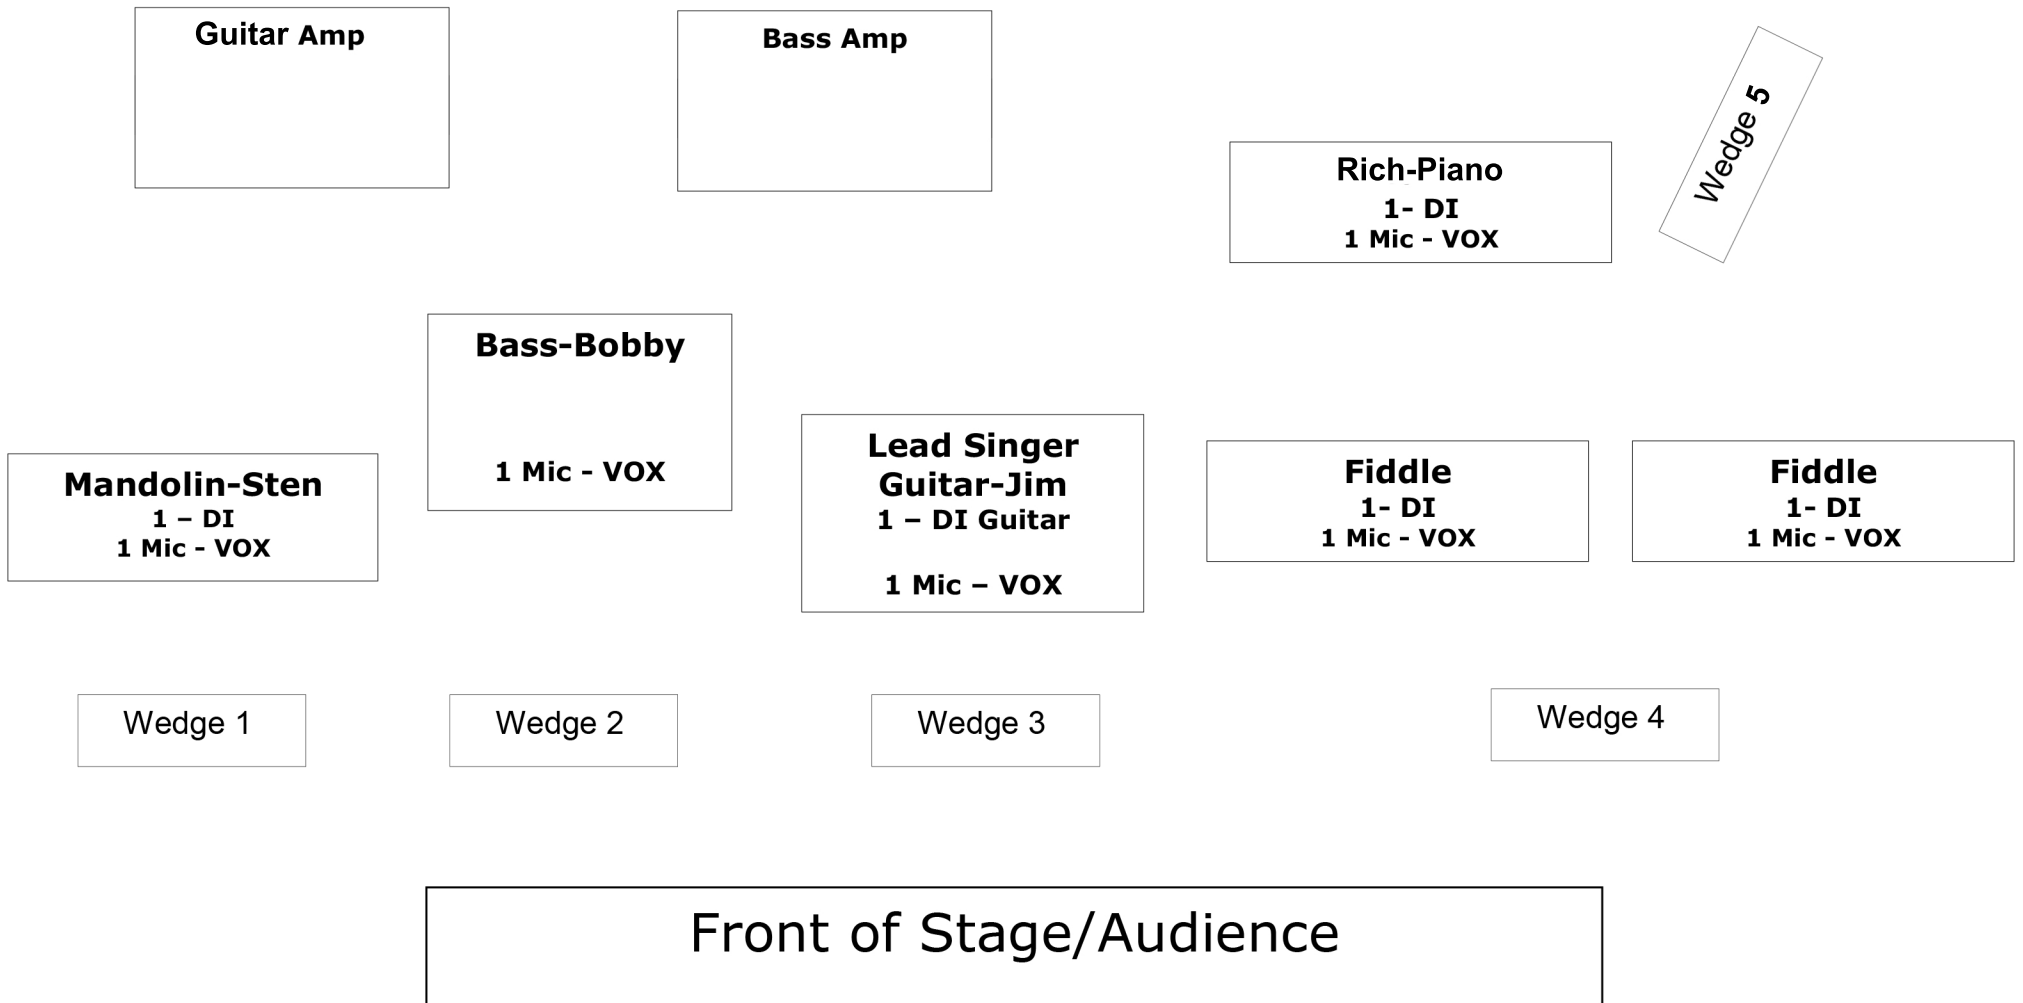 Guitar Amp
Bass Amp
Wedge 5
Rich-Piano
1- DI
1 Mic - VOX
Bass-Bobby
1 Mic - VOX
Mandolin-Sten
1 – DI
1 Mic - VOX
Lead Singer
Guitar-Jim
1 – DI Guitar
1 Mic – VOX
Fiddle
1- DI
1 Mic - VOX
Fiddle
1- DI
1 Mic - VOX
Wedge 1
Wedge 2
Wedge 3
Wedge 4
Front of Stage/Audience